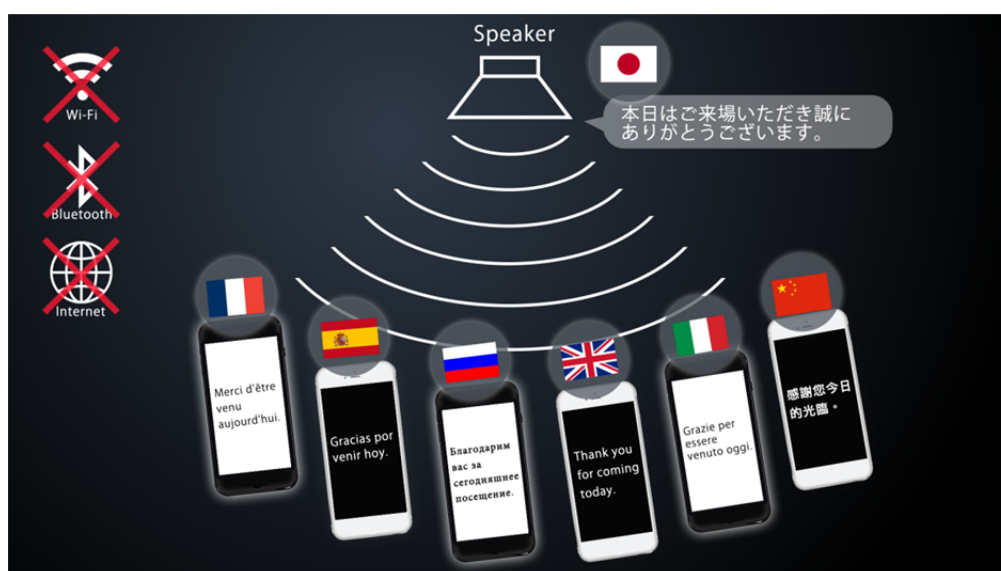 Speaker
Wi-Fi
本日はご来場いただき誠に
ありがとうございます。
Bluetooth
Internet
Merci d'être
venu
aujourd'hui.
Gracias por
venir hoy.
Благодарим
вас за
сегодняшнее
посещение.
Thank you
for coming
today.
Grazie per
essere
venuto oggi.
感謝您今日
的光臨。